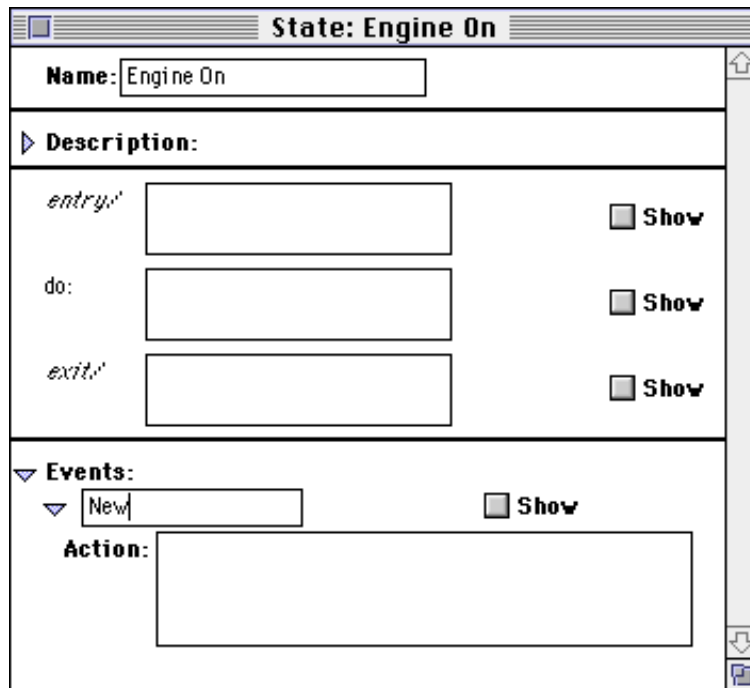 State: Engine On
Name: Engine On
Description:
entry/
Show
do:
Show
exit/
Show
Events:
New Show
Action: